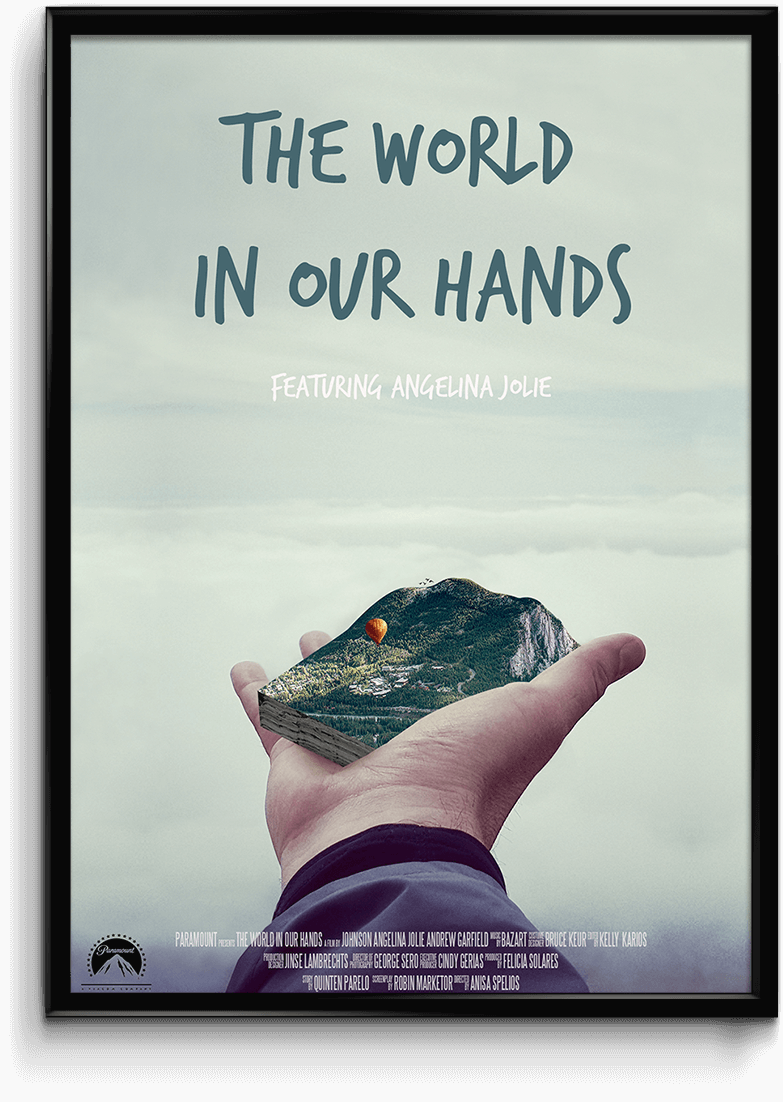 THE WORLD
IN OUR HANDS
FEATURING ANGELINA JOLIE
PARAMOUNT PRESENTS THE WORLD IN OUR HANDS A FILM BY JOHNSON ANGELINA JOLIE ANDREW GARFIELD MUSIC BY BAZART COSTUME DESIGNER BRUCE KEUR EDITED BY KELLY KARIOS
PRODUCTION DESIGNER JINSE LAMBRECHTS DIRECTOR OF PHOTOGRAPHY GEORGE SERO EXECUTIVE PRODUCER CINDY GERIAS PRODUCED BY FELICIA SOLARES
STORY BY QUINTEN PARELO SCREENPLAY BY ROBIN MARKETOR DIRECTED BY ANISA SPELIOS
Paramount
A VIACOM COMPANY